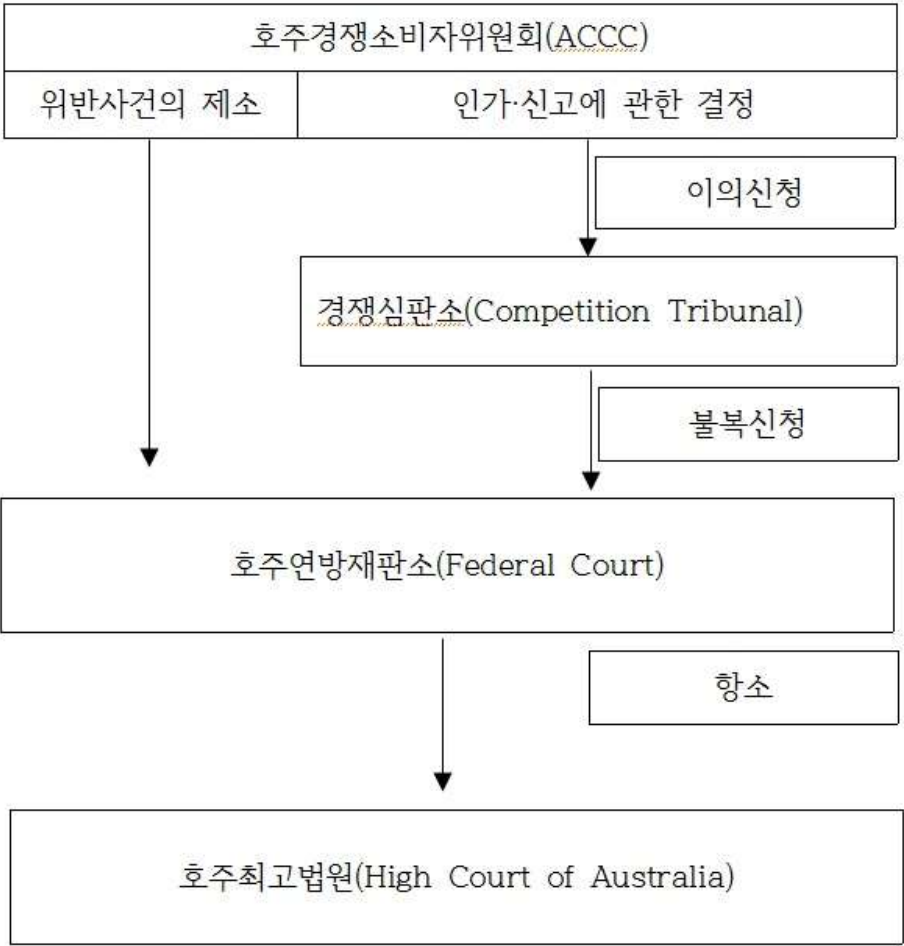 호주경쟁소비자위원회(ACCC)
위반사건의 제소
인가·신고에 관한 결정
이의신청
경쟁심판소(Competition Tribunal)
불복신청
호주연방재판소(Federal Court)
항소
호주최고법원(High Court of Australia)